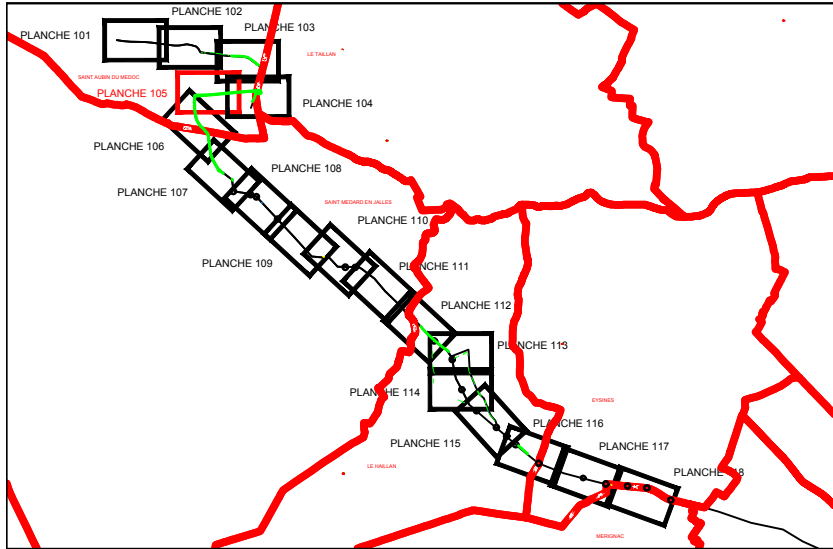 PLANCHE 101
PLANCHE 102
PLANCHE 103
LE TAILLAN
SAINT AUBIN DU MEDOC
PLANCHE 105
PLANCHE 104
PLANCHE 106
PLANCHE 108
PLANCHE 107
SAINT MEDARD EN JALLES
PLANCHE 110
PLANCHE 109
PLANCHE 111
PLANCHE 112
PLANCHE 113
PLANCHE 114
EYSINES
PLANCHE 116
PLANCHE 115
PLANCHE 117
LE HAILLAN
PLANCHE 118
MERIGNAC